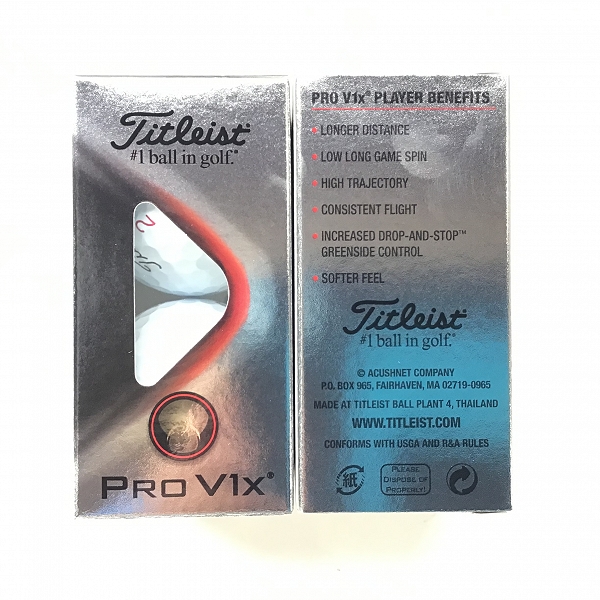 Titleist®
#1 ball in golf.®
2
PRO V1x®
PRO V1x® PLAYER BENEFITS
• LONGER DISTANCE
• LOW LONG GAME SPIN
• HIGH TRAJECTORY
• CONSISTENT FLIGHT
• INCREASED DROP-AND-STOP™
GREENSIDE CONTROL
• SOFTER FEEL
Titleist®
#1 ball in golf.®
© ACUSHNET COMPANY
P.O. BOX 965, FAIRHAVEN, MA 02719-0965
MADE AT TITLEIST BALL PLANT 4, THAILAND
WWW.TITLEIST.COM
CONFORMS WITH USGA AND R&A RULES
紙
PLEASE
DISPOSE OF
PROPERLY!